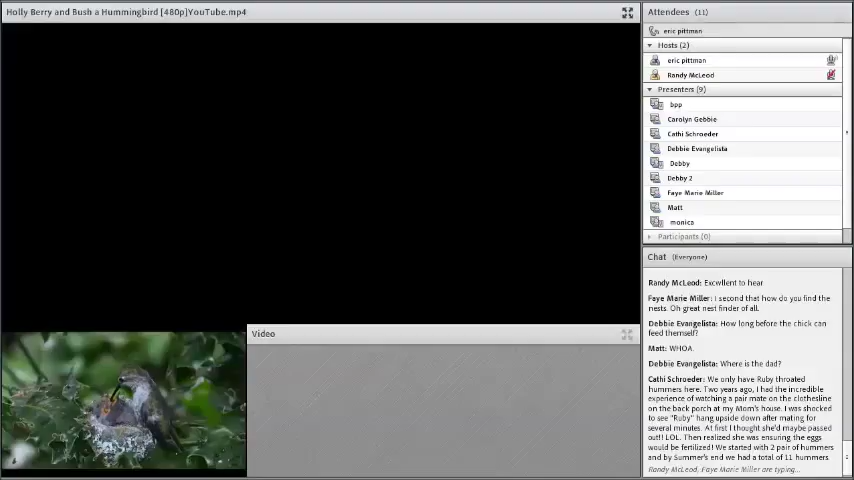 Holly Berry and Bush a Hummingbird [480p]YouTube.mp4
Attendees (11)
eric pittman
Hosts (2)
eric pittman
Randy McLeod
Presenters (9)
bpp
Carolyn Gebbie
Cathi Schroeder
Debbie Evangelista
Debby
Debby 2
Faye Marie Miller
Matt
monica
Participants (0)
Video
Chat (Everyone)
Randy McLeod: Excwllent to hear
Faye Marie Miller: I second that how do you find the
nests. Oh great nest finder of all.
Debbie Evangelista: How long before the chick can
feed themself?
Matt: WHOA.
Debbie Evangelista: Where is the dad?
Cathi Schroeder: We only have Ruby throated
hummers here. Two years ago, I had the incredible
experience of watching a pair mate on the clothesline
on the back porch at my Mom's house. I was shocked
to see "Ruby" hang upside down after mating for
several minutes. At first I thought she'd maybe passed
out!! LOL. Then realized she was ensuring the eggs
would be fertilized! We started with 2 pair of hummers
and by Summer's end we had a total of 11 hummers
Randy McLeod, Faye Marie Miller are typing...